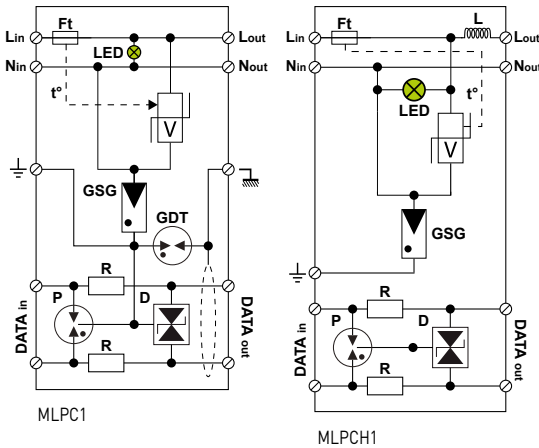 Ft
Lin
Lout
LED
Nin
Nout
t°
V
GSG
GDT
R
P
D
DATA in
DATA out
R
MLPC1
Ft
L
Lin
Lout
Nin
Nout
LED
t°
V
GSG
R
P
D
DATA in
DATA out
R
MLPCH1